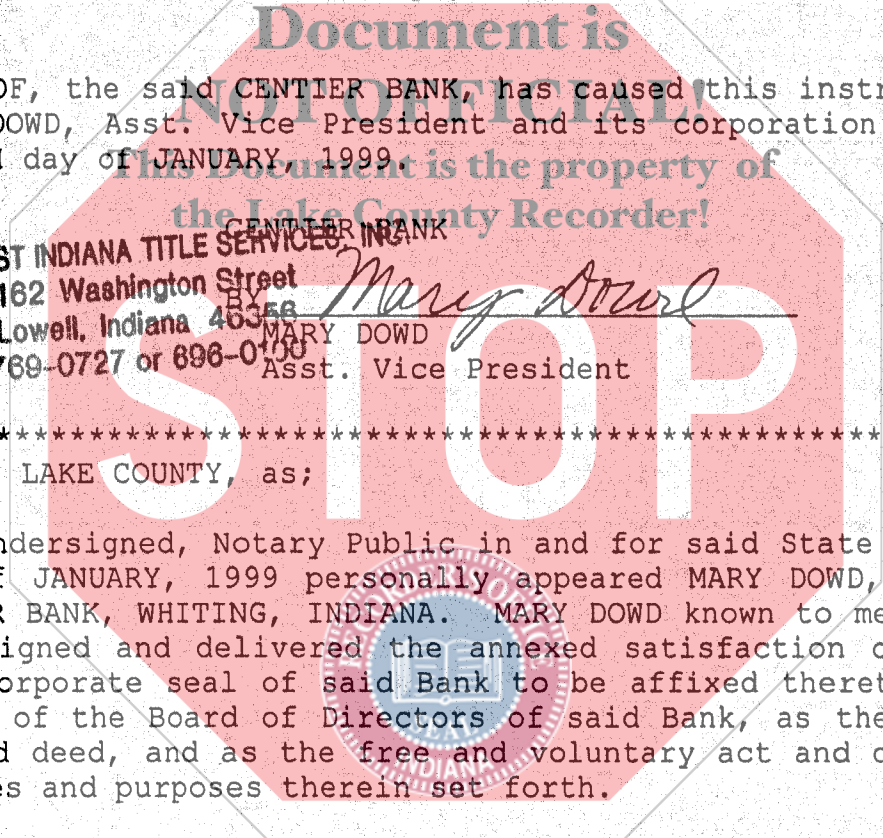 Document is
OF, the said CENTIER BANK, has caused this instr
NOT OFFICIAL!
DOWD, Asst. Vice President and its corporation
day of JANUARY, 1999.
This Document is the property of
the Lake County Recorder!
CENTIER BANK
ST INDIANA TITLE SERVICES, INC.
162 Washington Street
BY Mary Dowd
Lowell, Indiana 46356
MARY DOWD
769-0727 or 696-0100
Asst. Vice President
STOP
************************************************
LAKE COUNTY, as;
ndersigned, Notary Public in and for said State
f JANUARY, 1999 personally appeared MARY DOWD,
R BANK, WHITING, INDIANA. MARY DOWD known to me
igned and delivered the annexed satisfaction o
orporate seal of said Bank to be affixed theret
of the Board of Directors of said Bank, as the
d deed, and as the free and voluntary act and d
es and purposes therein set forth.
SEAL
INDIANA